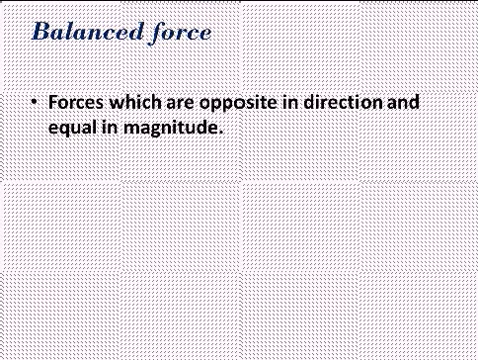 Balanced force
• Forces which are opposite in direction and
equal in magnitude.